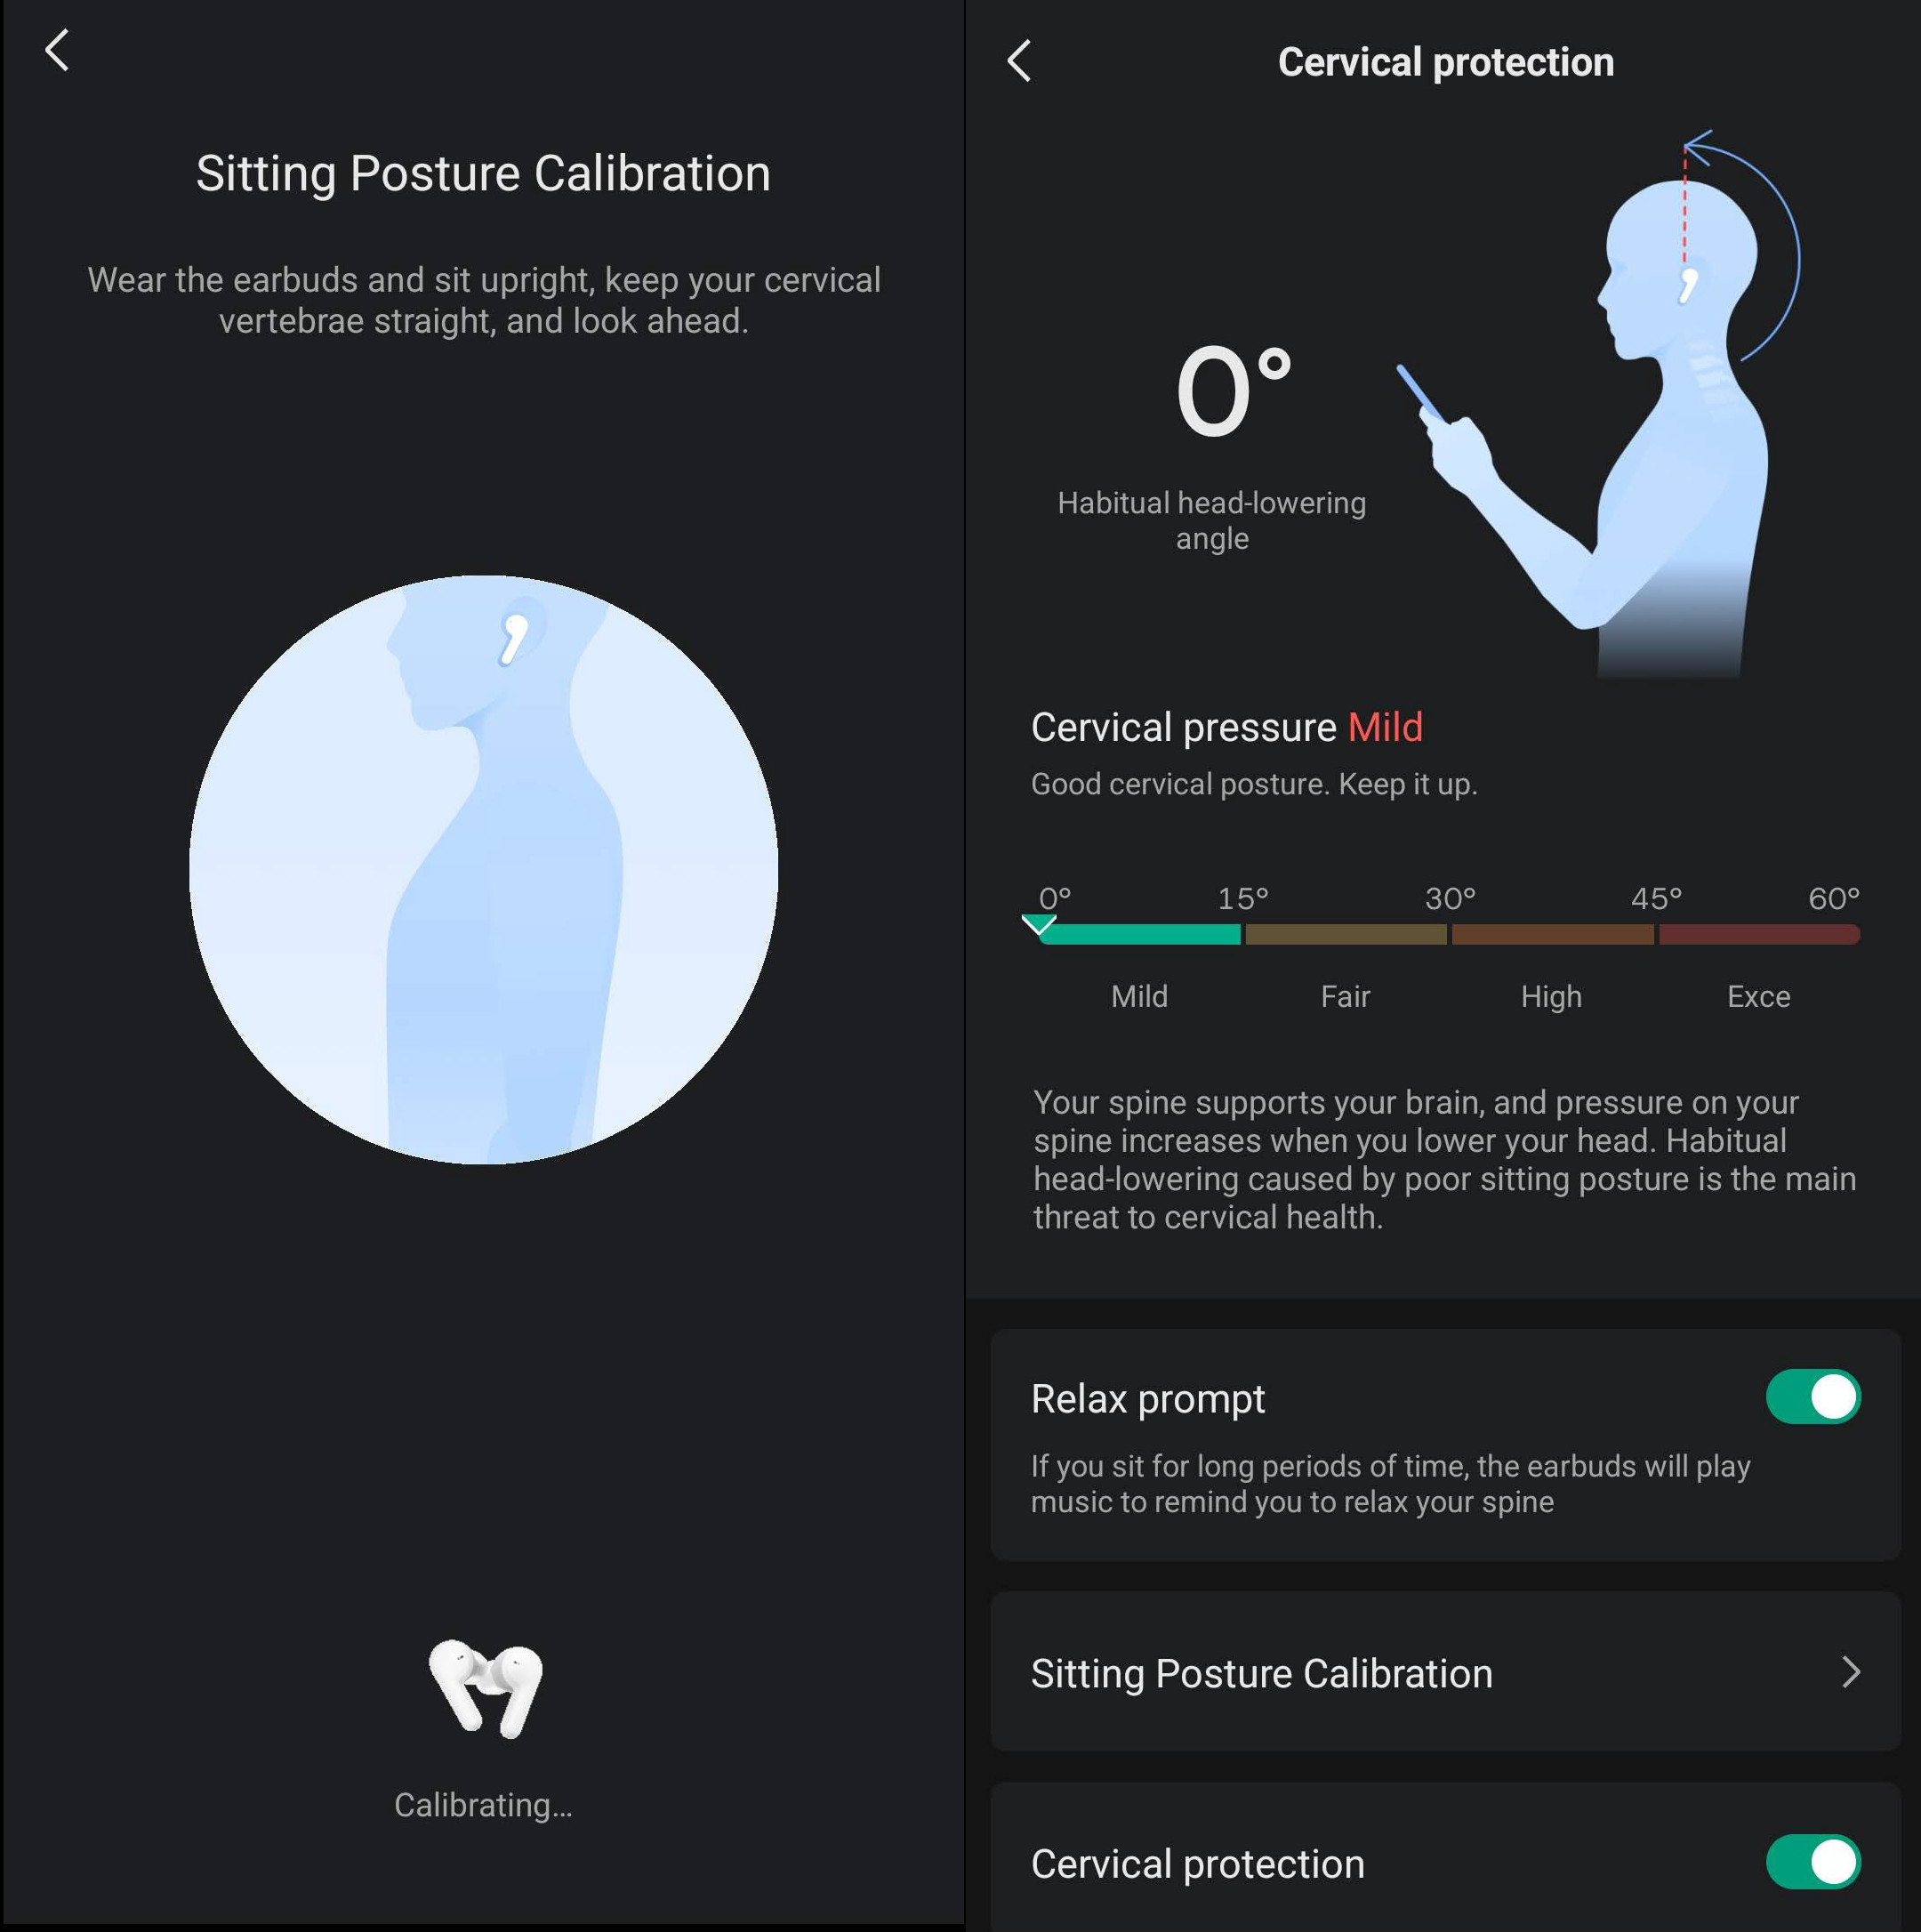 Sitting Posture Calibration
Wear the earbuds and sit upright, keep your cervical
vertebrae straight, and look ahead.
Calibrating...
Cervical protection
0°
Habitual head-lowering
angle
Cervical pressure Mild
Good cervical posture. Keep it up.
0° 15° 30° 45° 60°
Mild Fair High Exce
Your spine supports your brain, and pressure on your
spine increases when you lower your head. Habitual
head-lowering caused by poor sitting posture is the main
threat to cervical health.
Relax prompt
If you sit for long periods of time, the earbuds will play
music to remind you to relax your spine
Sitting Posture Calibration
Cervical protection